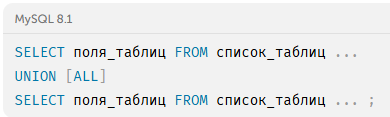 MySQL 8.1
SELECT поля_таблиц FROM список_таблиц ...
UNION [ALL]
SELECT поля_таблиц FROM список_таблиц ... ;